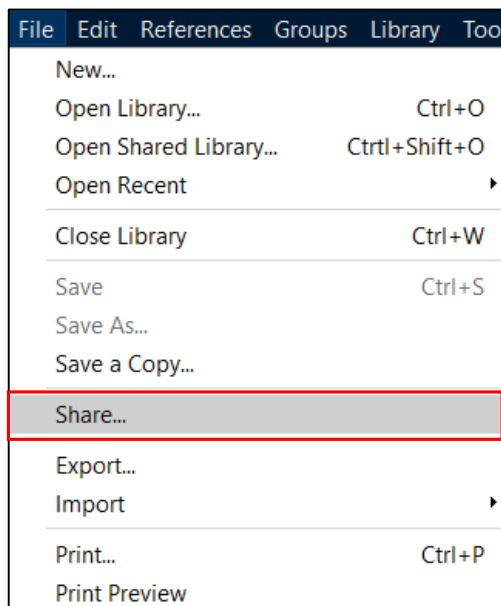 File Edit References Groups Library Too
New...
Open Library... Ctrl+O
Open Shared Library... Ctrtl+Shift+O
Open Recent
Close Library Ctrl+W
Save Ctrl+S
Save As...
Save a Copy...
Share...
Export...
Import
Print... Ctrl+P
Print Preview